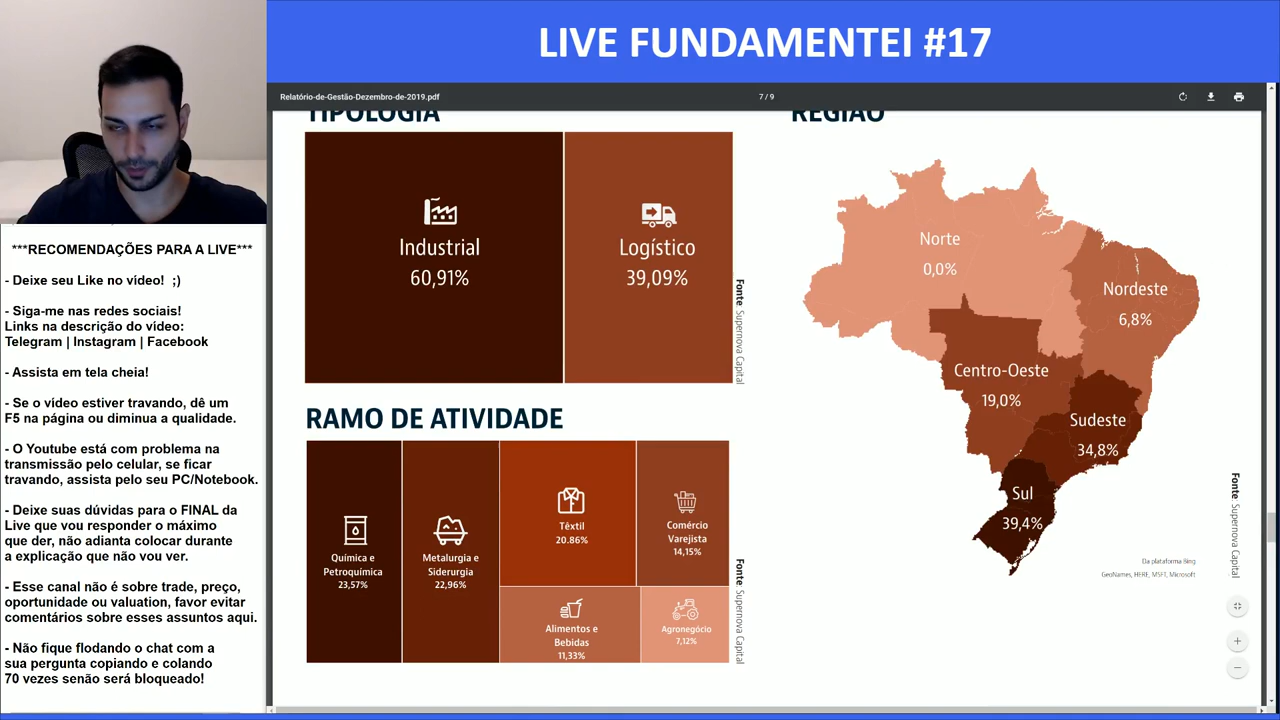 LIVE FUNDAMENTEI #17
Relatório-de-Gestão-Dezembro-de-2019.pdf
7 / 9
TIPOLOGIA
Industrial
60,91%
Logístico
39,09%
Fonte Supernova Capital
RAMO DE ATIVIDADE
Química e
Petroquímica
23,57%
Metalurgia e
Siderurgia
22,96%
Têxtil
20.86%
Comércio
Varejista
14,15%
Alimentos e
Bebidas
11,33%
Agronegócio
7,12%
Fonte Supernova Capital
REGIÃO
Norte
0,0%
Nordeste
6,8%
Centro-Oeste
19,0%
Sudeste
34,8%
Sul
39,4%
Fonte Supernova Capital
Da plataforma Bing
GeoNames, HERE, MSFT, Microsoft
***RECOMENDAÇÕES PARA A LIVE***
- Deixe seu Like no vídeo! ;)
- Siga-me nas redes sociais!
Links na descrição do vídeo:
Telegram | Instagram | Facebook
- Assista em tela cheia!
- Se o vídeo estiver travando, dê um
F5 na página ou diminua a qualidade.
- O Youtube está com problema na
transmissão pelo celular, se ficar
travando, assista pelo seu PC/Notebook.
- Deixe suas dúvidas para o FINAL da
Live que vou responder o máximo
que der, não adianta colocar durante
a explicação que não vou ver.
- Esse canal não é sobre trade, preço,
oportunidade ou valuation, favor evitar
comentários sobre esses assuntos aqui.
- Não fique flodando o chat com a
sua pergunta copiando e colando
70 vezes senão será bloqueado!